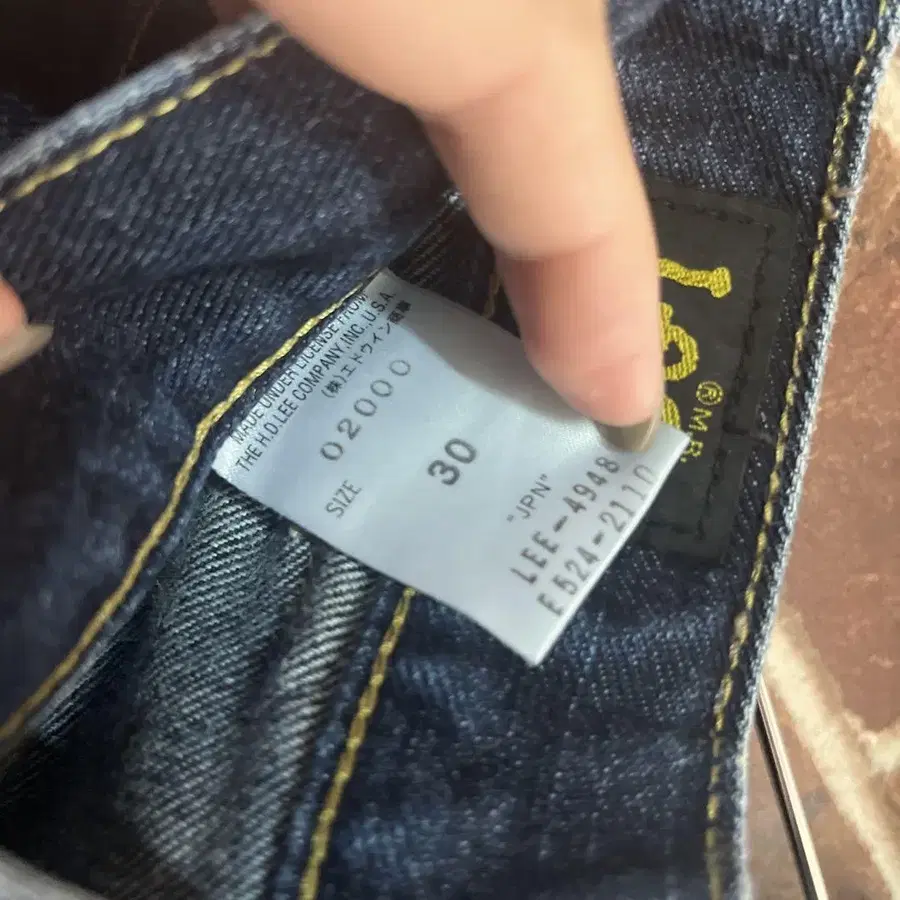 MADE UNDER LICENSE FROM
THE H.D.LEE COMPANY,INC.,U.S.A
(株)エドウイン商事
02000
SIZE 30
"JPN"
LEE-4948
E524-2110
Lee
® M.R